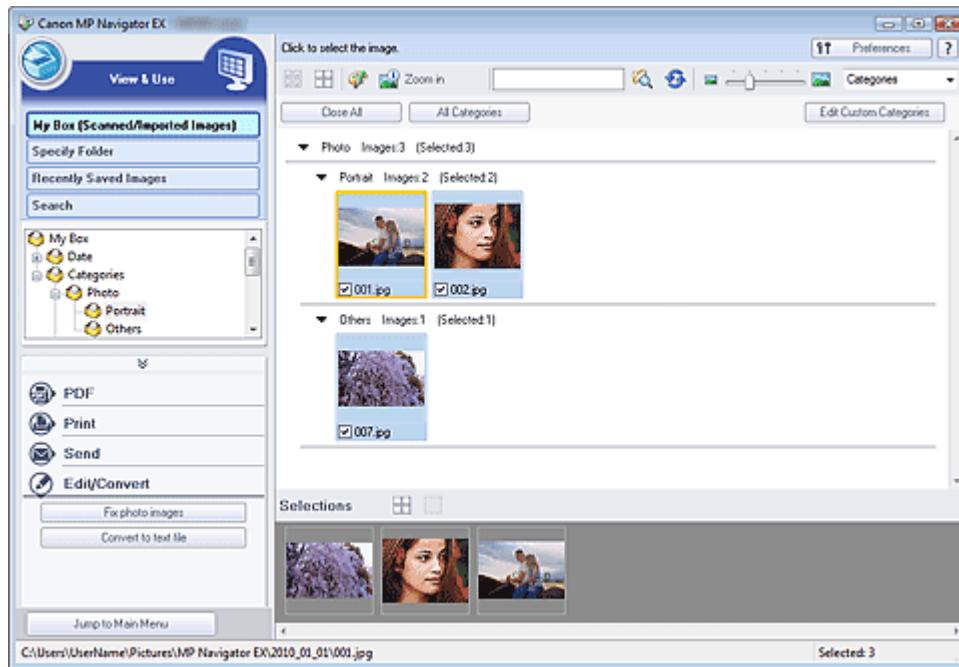 Canon MP Navigator EX
View & Use
My Box (Scanned/Imported Images)
Specify Folder
Recently Saved Images
Search
My Box
Date
Categories
Photo
Portrait
Others
PDF
Print
Send
Edit/Convert
Fix photo images
Convert to text file
Jump to Main Menu
Click to select the image.
Preferences
?
Zoom in
Categories
Close All
All Categories
Edit Custom Categories
Photo Images:3 (Selected:3)
Portrait Images:2 (Selected:2)
001.jpg
002.jpg
Others Images:1 (Selected:1)
007.jpg
Selections
C:\Users\UserName\Pictures\MP Navigator EX\2010_01_01\001.jpg
Selected: 3